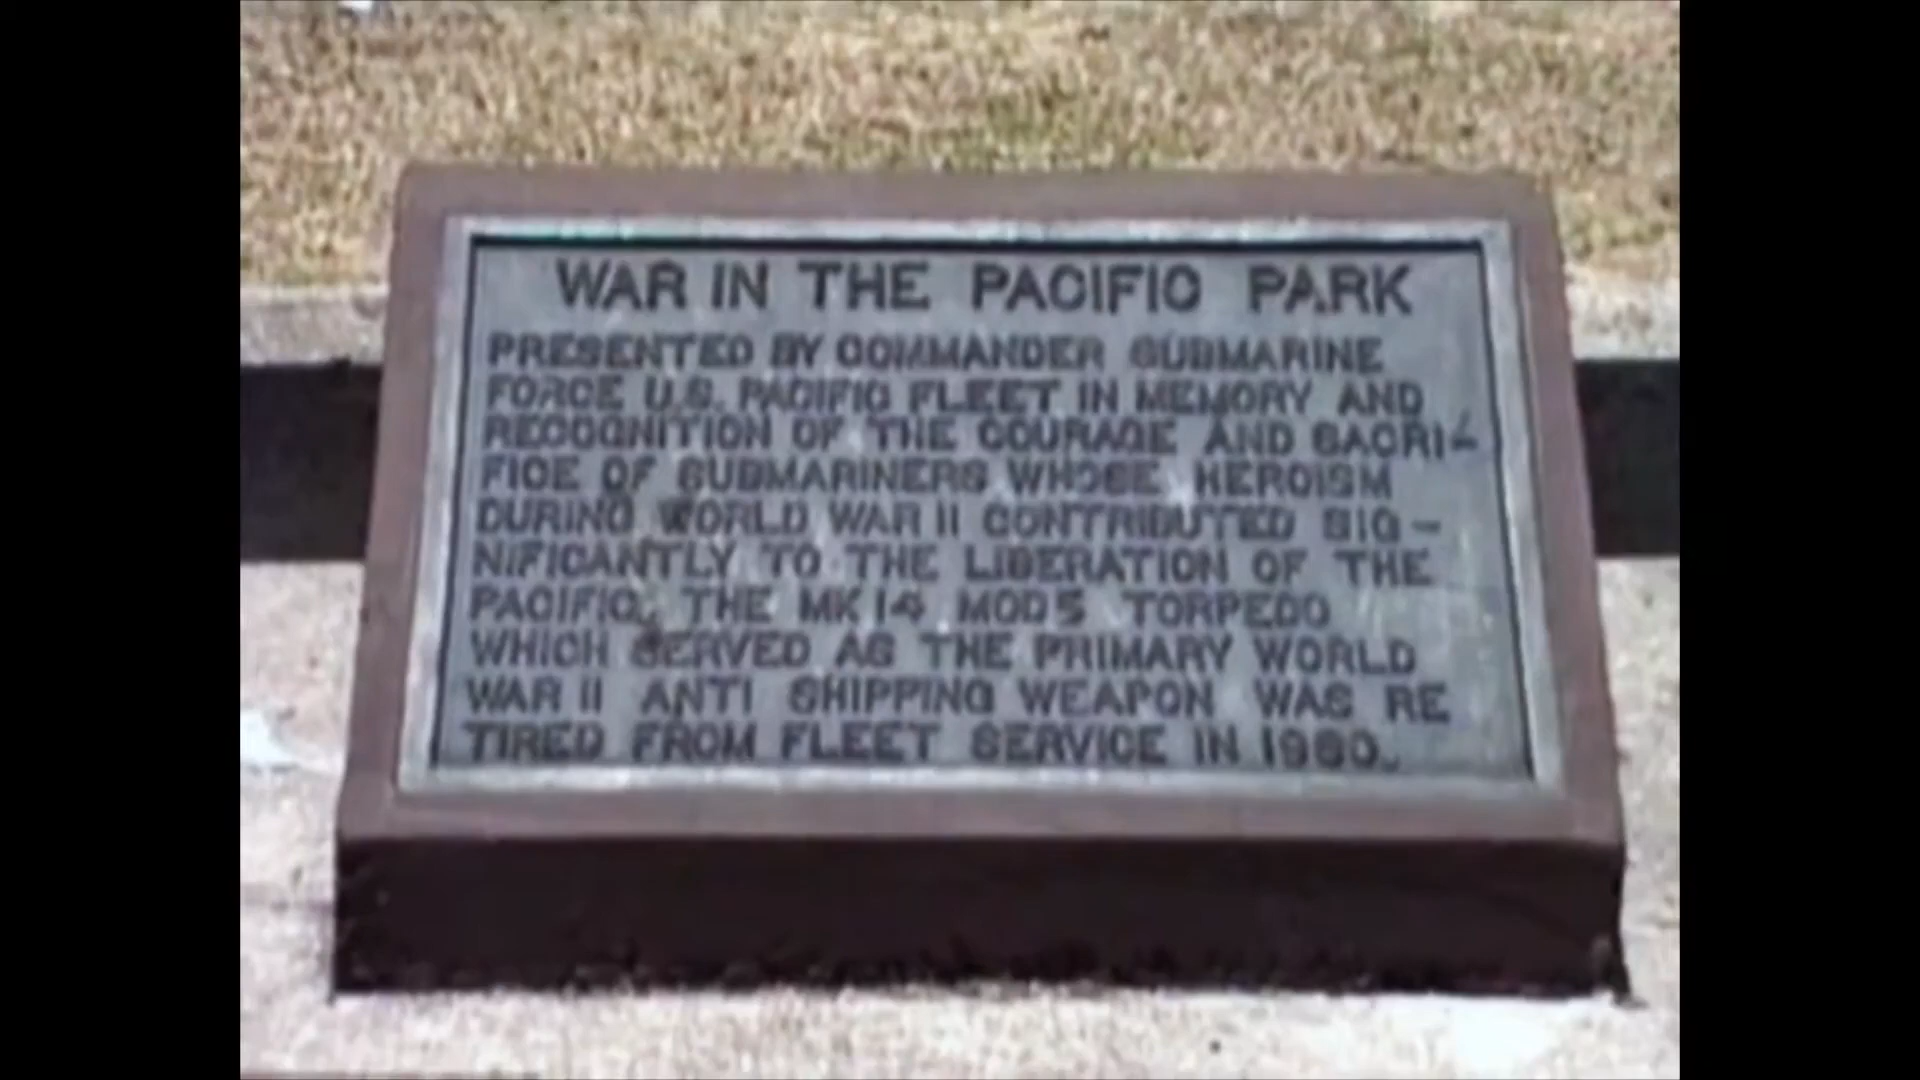 WAR IN THE PACIFIC PARK
PRESENTED BY COMMANDER SUBMARINE
FORCE U.S. PACIFIC FLEET IN MEMORY AND
RECOGNITION OF THE COURAGE AND SACRI-
FICE OF SUBMARINERS WHOSE HEROISM
DURING WORLD WAR II CONTRIBUTED SIG-
NIFICANTLY TO THE LIBERATION OF THE
PACIFIC. THE MK 14 MOD 5 TORPEDO
WHICH SERVED AS THE PRIMARY WORLD
WAR II ANTI SHIPPING WEAPON WAS RE
TIRED FROM FLEET SERVICE IN 1980.